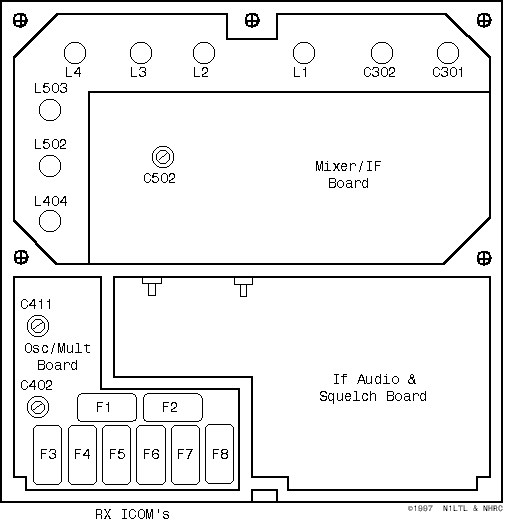 L4 L3 L2 L1 C302 C301
L503
L502
C502
Mixer/IF
Board
L404
C411
Osc/Mult
Board
C402
If Audio &
Squelch Board
F1 F2
F3 F4 F5 F6 F7 F8
RX ICOM's
©1997 N1LTL & NHRC